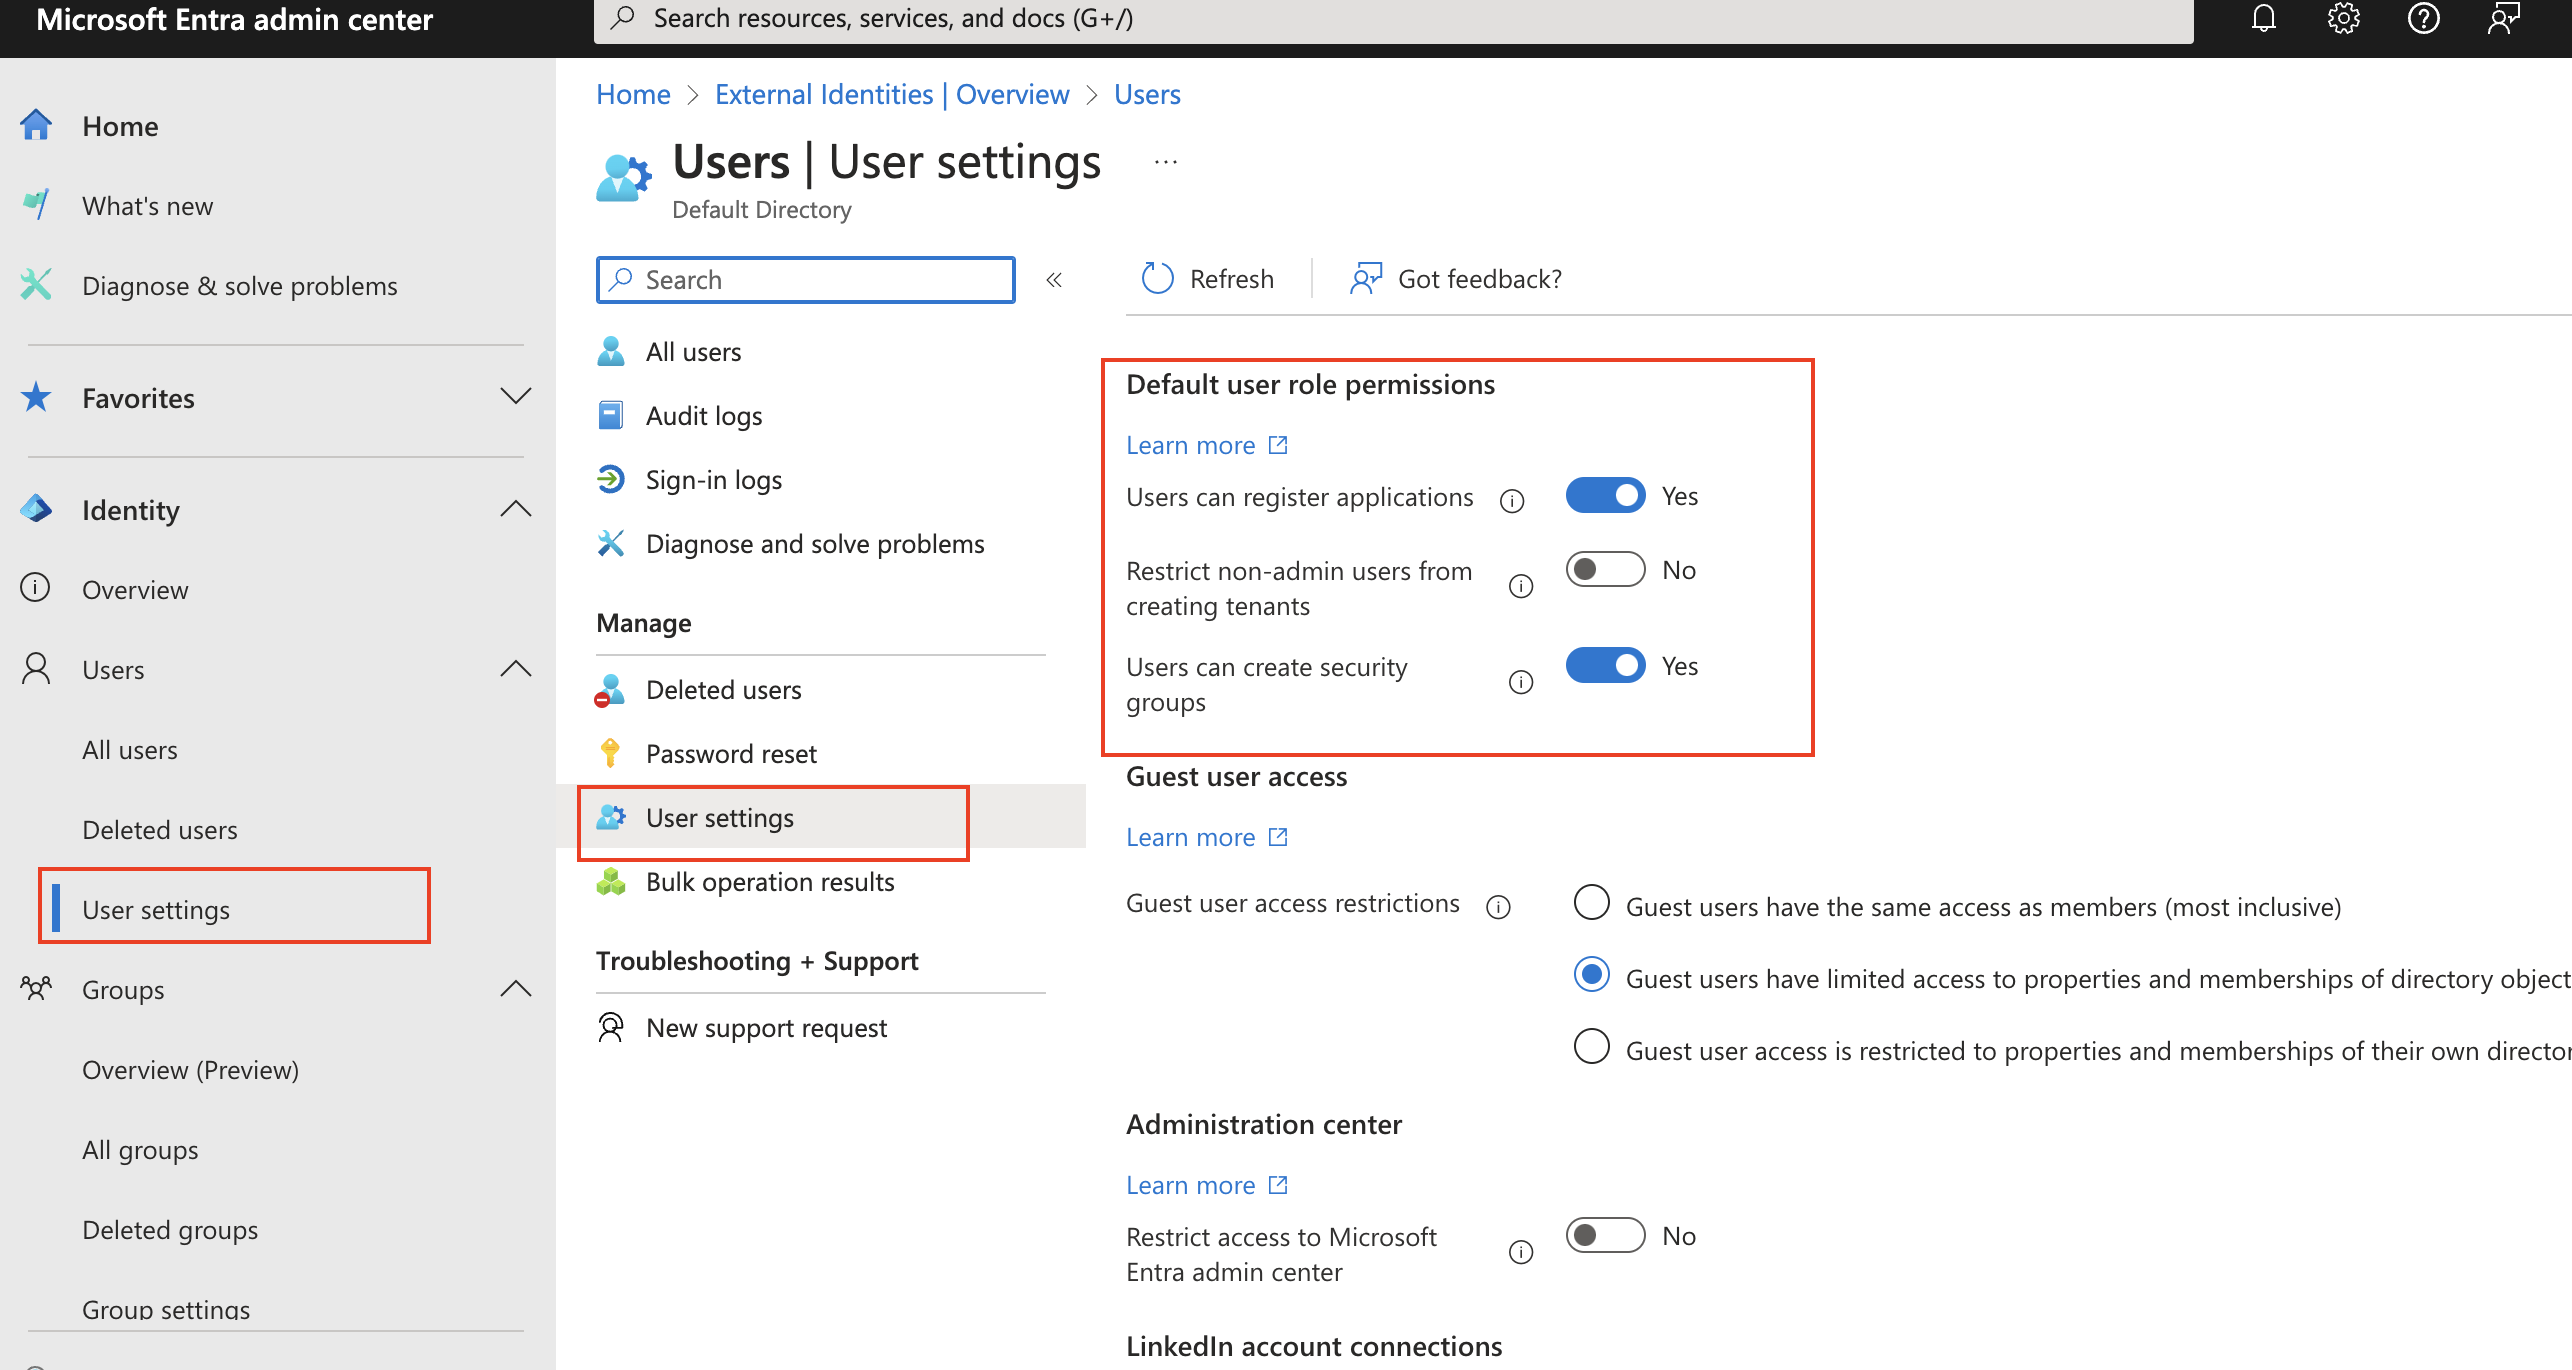 Microsoft Entra admin center
Search resources, services, and docs (G+/)
Home
What's new
Diagnose & solve problems
Favorites
Identity
Overview
Users
All users
Deleted users
User settings
Groups
Overview (Preview)
All groups
Deleted groups
Group settings
Home > External Identities | Overview > Users
Users | User settings ...
Default Directory
Search
«
All users
Audit logs
Sign-in logs
Diagnose and solve problems
Manage
Deleted users
Password reset
User settings
Bulk operation results
Troubleshooting + Support
New support request
Refresh
Got feedback?
Default user role permissions
Learn more
Users can register applications
Yes
Restrict non-admin users from
creating tenants
No
Users can create security
groups
Yes
Guest user access
Learn more
Guest user access restrictions
Guest users have the same access as members (most inclusive)
Guest users have limited access to properties and memberships of directory object
Guest user access is restricted to properties and memberships of their own director
Administration center
Learn more
Restrict access to Microsoft
Entra admin center
No
LinkedIn account connections